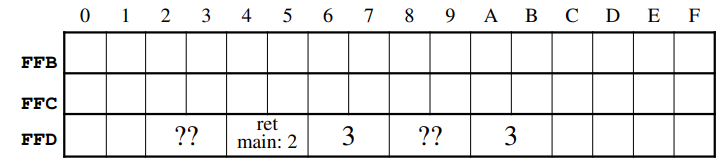 0 1 2 3 4 5 6 7 8 9 A B C D E F
FFB
FFC
FFD ?? ret main: 2 3 ?? 3